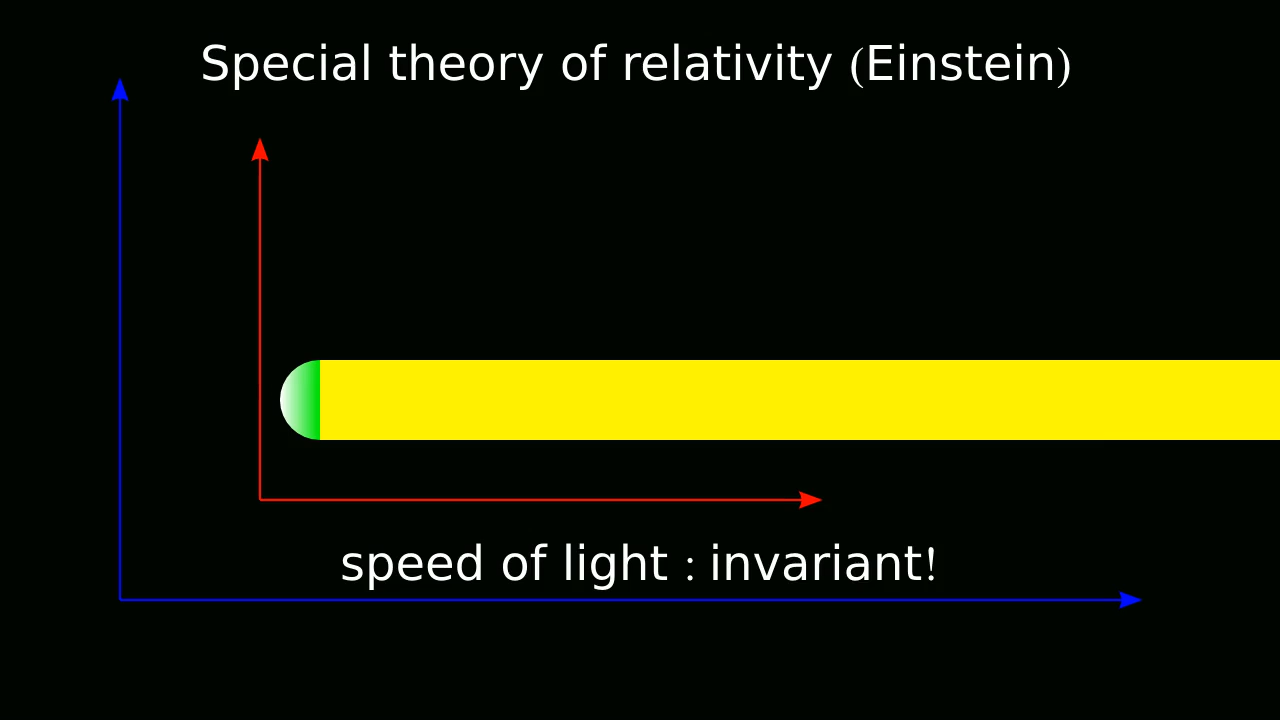 Special theory of relativity (Einstein)
speed of light : invariant!